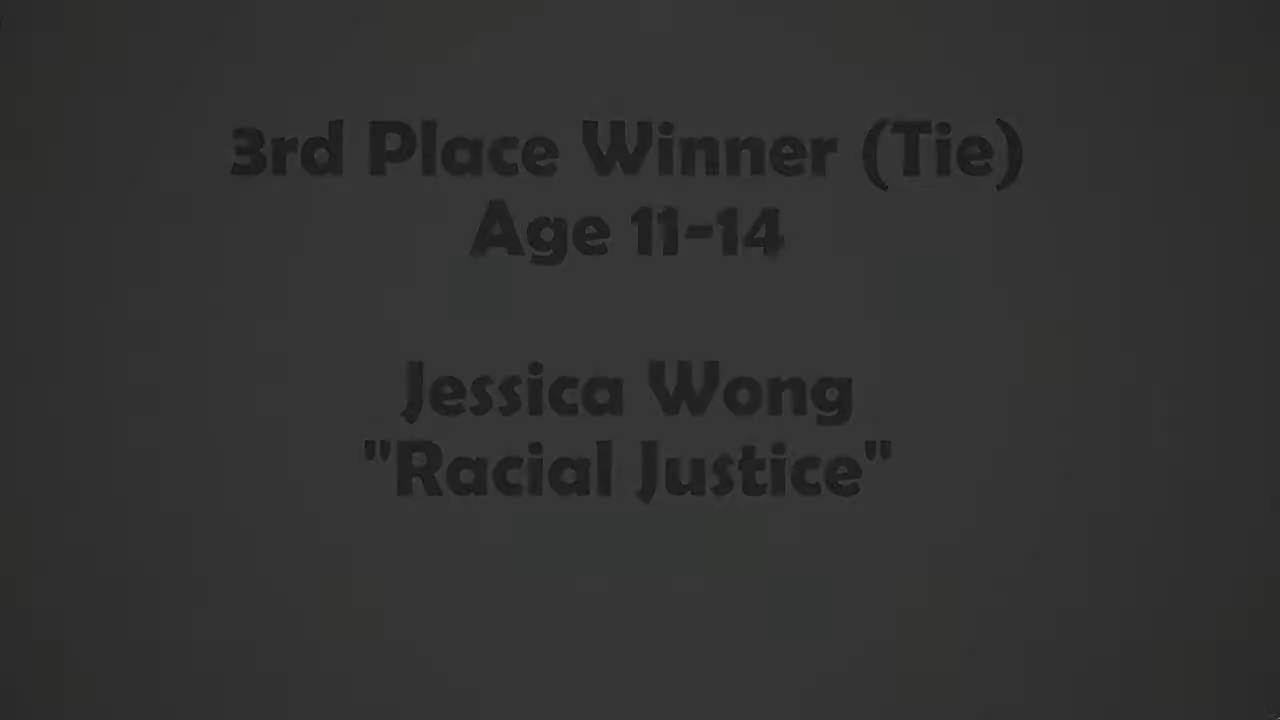 3rd Place Winner (Tie)
Age 11-14
Jessica Wong
"Racial Justice"